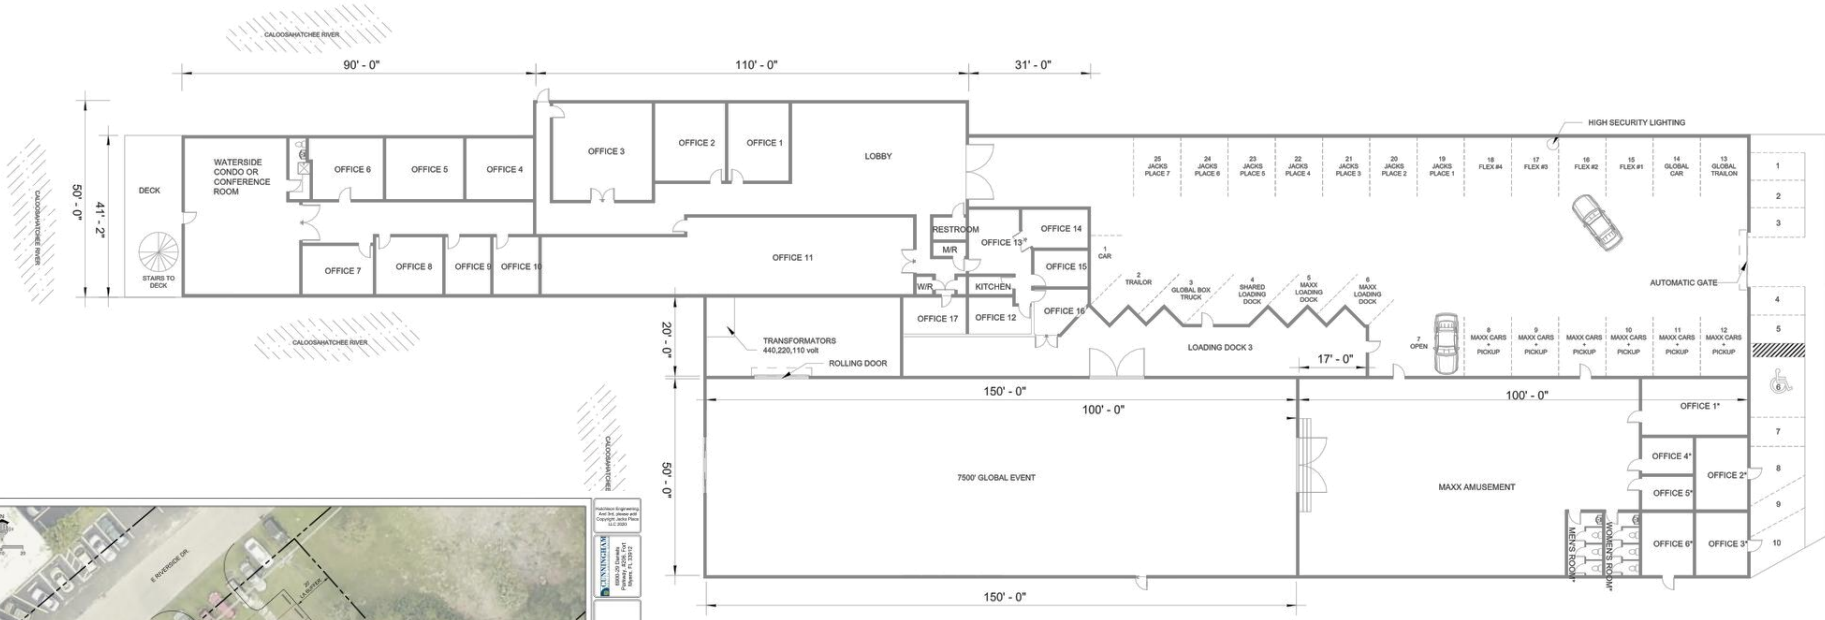 CALOOSAHATCHEE RIVER
90' - 0"
110' - 0"
31' - 0"
HIGH SECURITY LIGHTING
50' - 0"
41' - 2"
CALOOSAHATCHEE RIVER
DECK
STAIRS TO
DECK
WATERSIDE
CONDO OR
CONFERENCE
ROOM
OFFICE 6
OFFICE 5
OFFICE 4
OFFICE 3
OFFICE 2
OFFICE 1
LOBBY
OFFICE 7
OFFICE 8
OFFICE 9
OFFICE 10
OFFICE 11
RESTROOM
M/R
W/R
OFFICE 13
OFFICE 14
OFFICE 15
KITCHEN
OFFICE 16
OFFICE 17
OFFICE 12
25
JACKS
PLACE 7
24
JACKS
PLACE 6
23
JACKS
PLACE 5
22
JACKS
PLACE 4
21
JACKS
PLACE 3
20
JACKS
PLACE 2
19
JACKS
PLACE 1
18
FLEX #4
17
FLEX #3
16
FLEX #2
15
FLEX #1
14
GLOBAL
CAR
13
GLOBAL
TRAILON
1
2
3
1
CAR
2
TRAILOR
3
GLOBAL BOX
TRUCK
4
SHARED
LOADING
DOCK
5
MAXX
LOADING
DOCK
6
MAXX
LOADING
DOCK
AUTOMATIC GATE
4
5
6
7
8
9
10
CALOOSAHATCHEE RIVER
20' - 0"
TRANSFORMATORS
440,220,110 volt
ROLLING DOOR
LOADING DOCK 3
17' - 0"
7
OPEN
8
MAXX CARS
+
PICKUP
9
MAXX CARS
+
PICKUP
MAXX CARS
+
PICKUP
10
MAXX CARS
+
PICKUP
11
MAXX CARS
+
PICKUP
12
MAXX CARS
+
PICKUP
150' - 0"
100' - 0"
100' - 0"
50' - 0"
CALOOSAHATCHEE
7500' GLOBAL EVENT
MAXX AMUSEMENT
OFFICE 1*
OFFICE 4*
OFFICE 2*
OFFICE 5*
OFFICE 6*
OFFICE 3*
MEN'S ROOM*
WOMEN'S ROOM*
150' - 0"
E RIVERSIDE DR.
CUNNINGHAM